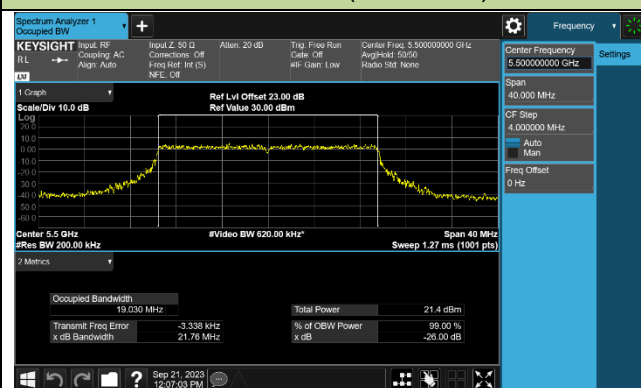 Spectrum Analyzer 1
Occupied BW
Frequency
KEYSIGHT
RL
LXI
Input: RF
Coupling: AC
Align: Auto
Input Z: 50 Ω
Corrections: Off
Freq Ref: Int (S)
NFE: Off
Atten: 20 dB
Trig: Free Run
Gate: Off
#IF Gain: Low
Center Freq: 5.500000000 GHz
Avg|Hold: 50/50
Radio Std: None
Center Frequency
5.500000000 GHz
Settings
Span
40.000 MHz
CF Step
4.000000 MHz
Auto
Man
Freq Offset
0 Hz
1 Graph
Scale/Div 10.0 dB
Ref Lvl Offset 23.00 dB
Ref Value 30.00 dBm
Log
20.0
10.0
0.00
-10.0
-20.0
-30.0
-40.0
-50.0
-60.0
Center 5.5 GHz
#Res BW 200.00 kHz
#Video BW 620.00 kHz*
Span 40 MHz
Sweep 1.27 ms (1001 pts)
2 Metrics
Occupied Bandwidth
19.030 MHz
Total Power
21.4 dBm
Transmit Freq Error
-3.338 kHz
% of OBW Power
99.00 %
x dB Bandwidth
21.76 MHz
x dB
-26.00 dB
?
Sep 21, 2023
12:07:03 PM